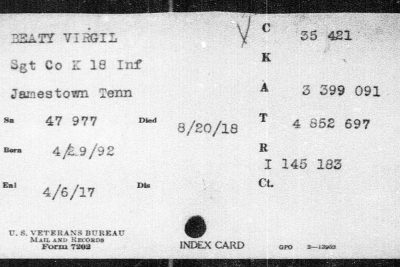 BEATY VIRGIL
Sgt Co K 18 Inf
Jamestown Tenn
Sn 47 977 Died 8/20/18
Born 4/29/92
Enl 4/6/17 Dis
C 35 421
K
A 3 399 091
T 4 852 697
R
I 145 183
Ct.
U. S. VETERANS BUREAU
MAIL AND RECORDS
Form 7202
INDEX CARD
GPO